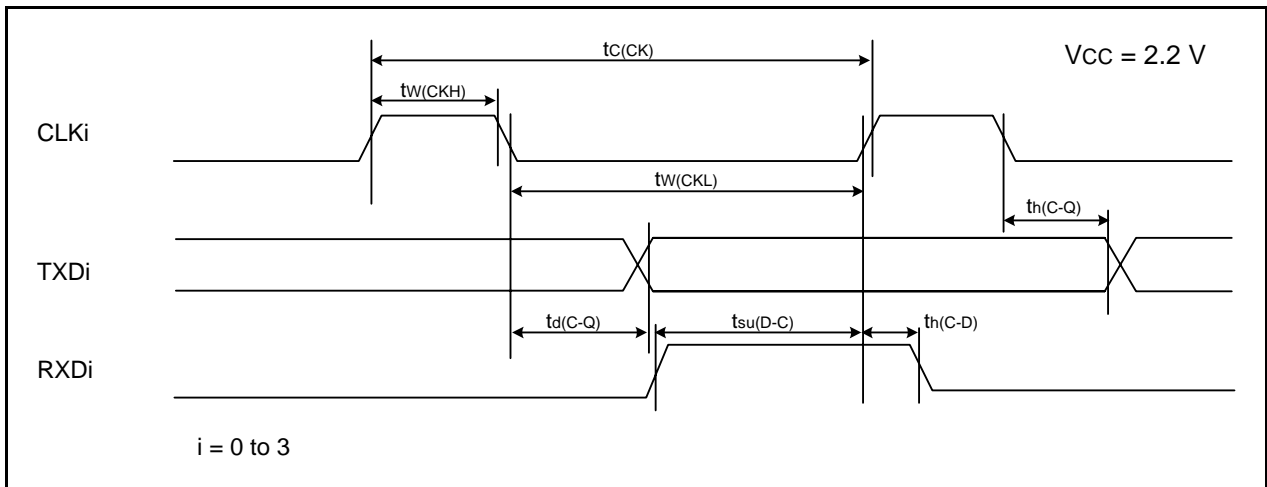 tC(CK)
VCC = 2.2 V
tW(CKH)
CLKi
tW(CKL)
th(C-Q)
TXDi
td(C-Q)
tsu(D-C)
th(C-D)
RXDi
i = 0 to 3